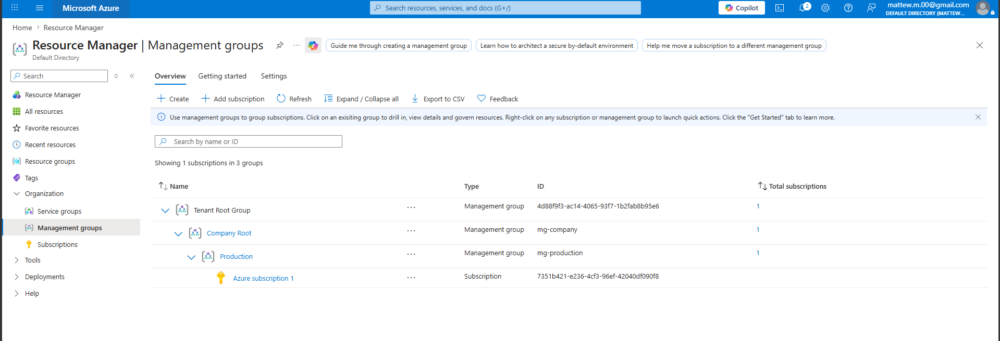 Microsoft Azure
Search resources, services, and docs (G+/)
Copilot
2
mattew.m.00@gmail.com
DEFAULT DIRECTORY (MATTEW...
Home > Resource Manager
Resource Manager | Management groups
Default Directory
Guide me through creating a management group
Learn how to architect a secure by-default environment
Help me move a subscription to a different management group
Search
Resource Manager
All resources
Favorite resources
Recent resources
Resource groups
Tags
Organization
Service groups
Management groups
Subscriptions
Tools
Deployments
Help
Overview Getting started Settings
Create Add subscription Refresh Expand / Collapse all Export to CSV Feedback
Use management groups to group subscriptions. Click on an exisiting group to drill in, view details and govern resources. Right-click on any subscription or management group to launch quick actions. Click the "Get Started" tab to learn more.
Search by name or ID
Showing 1 subscriptions in 3 groups
Name Type ID Total subscriptions
Tenant Root Group ... Management group 4d88f9f3-ac14-4065-93f7-1b2fab8b95e6 1
Company Root ... Management group mg-company 1
Production ... Management group mg-production 1
Azure subscription 1 ... Subscription 7351b421-e236-4cf3-96ef-42040df090f8